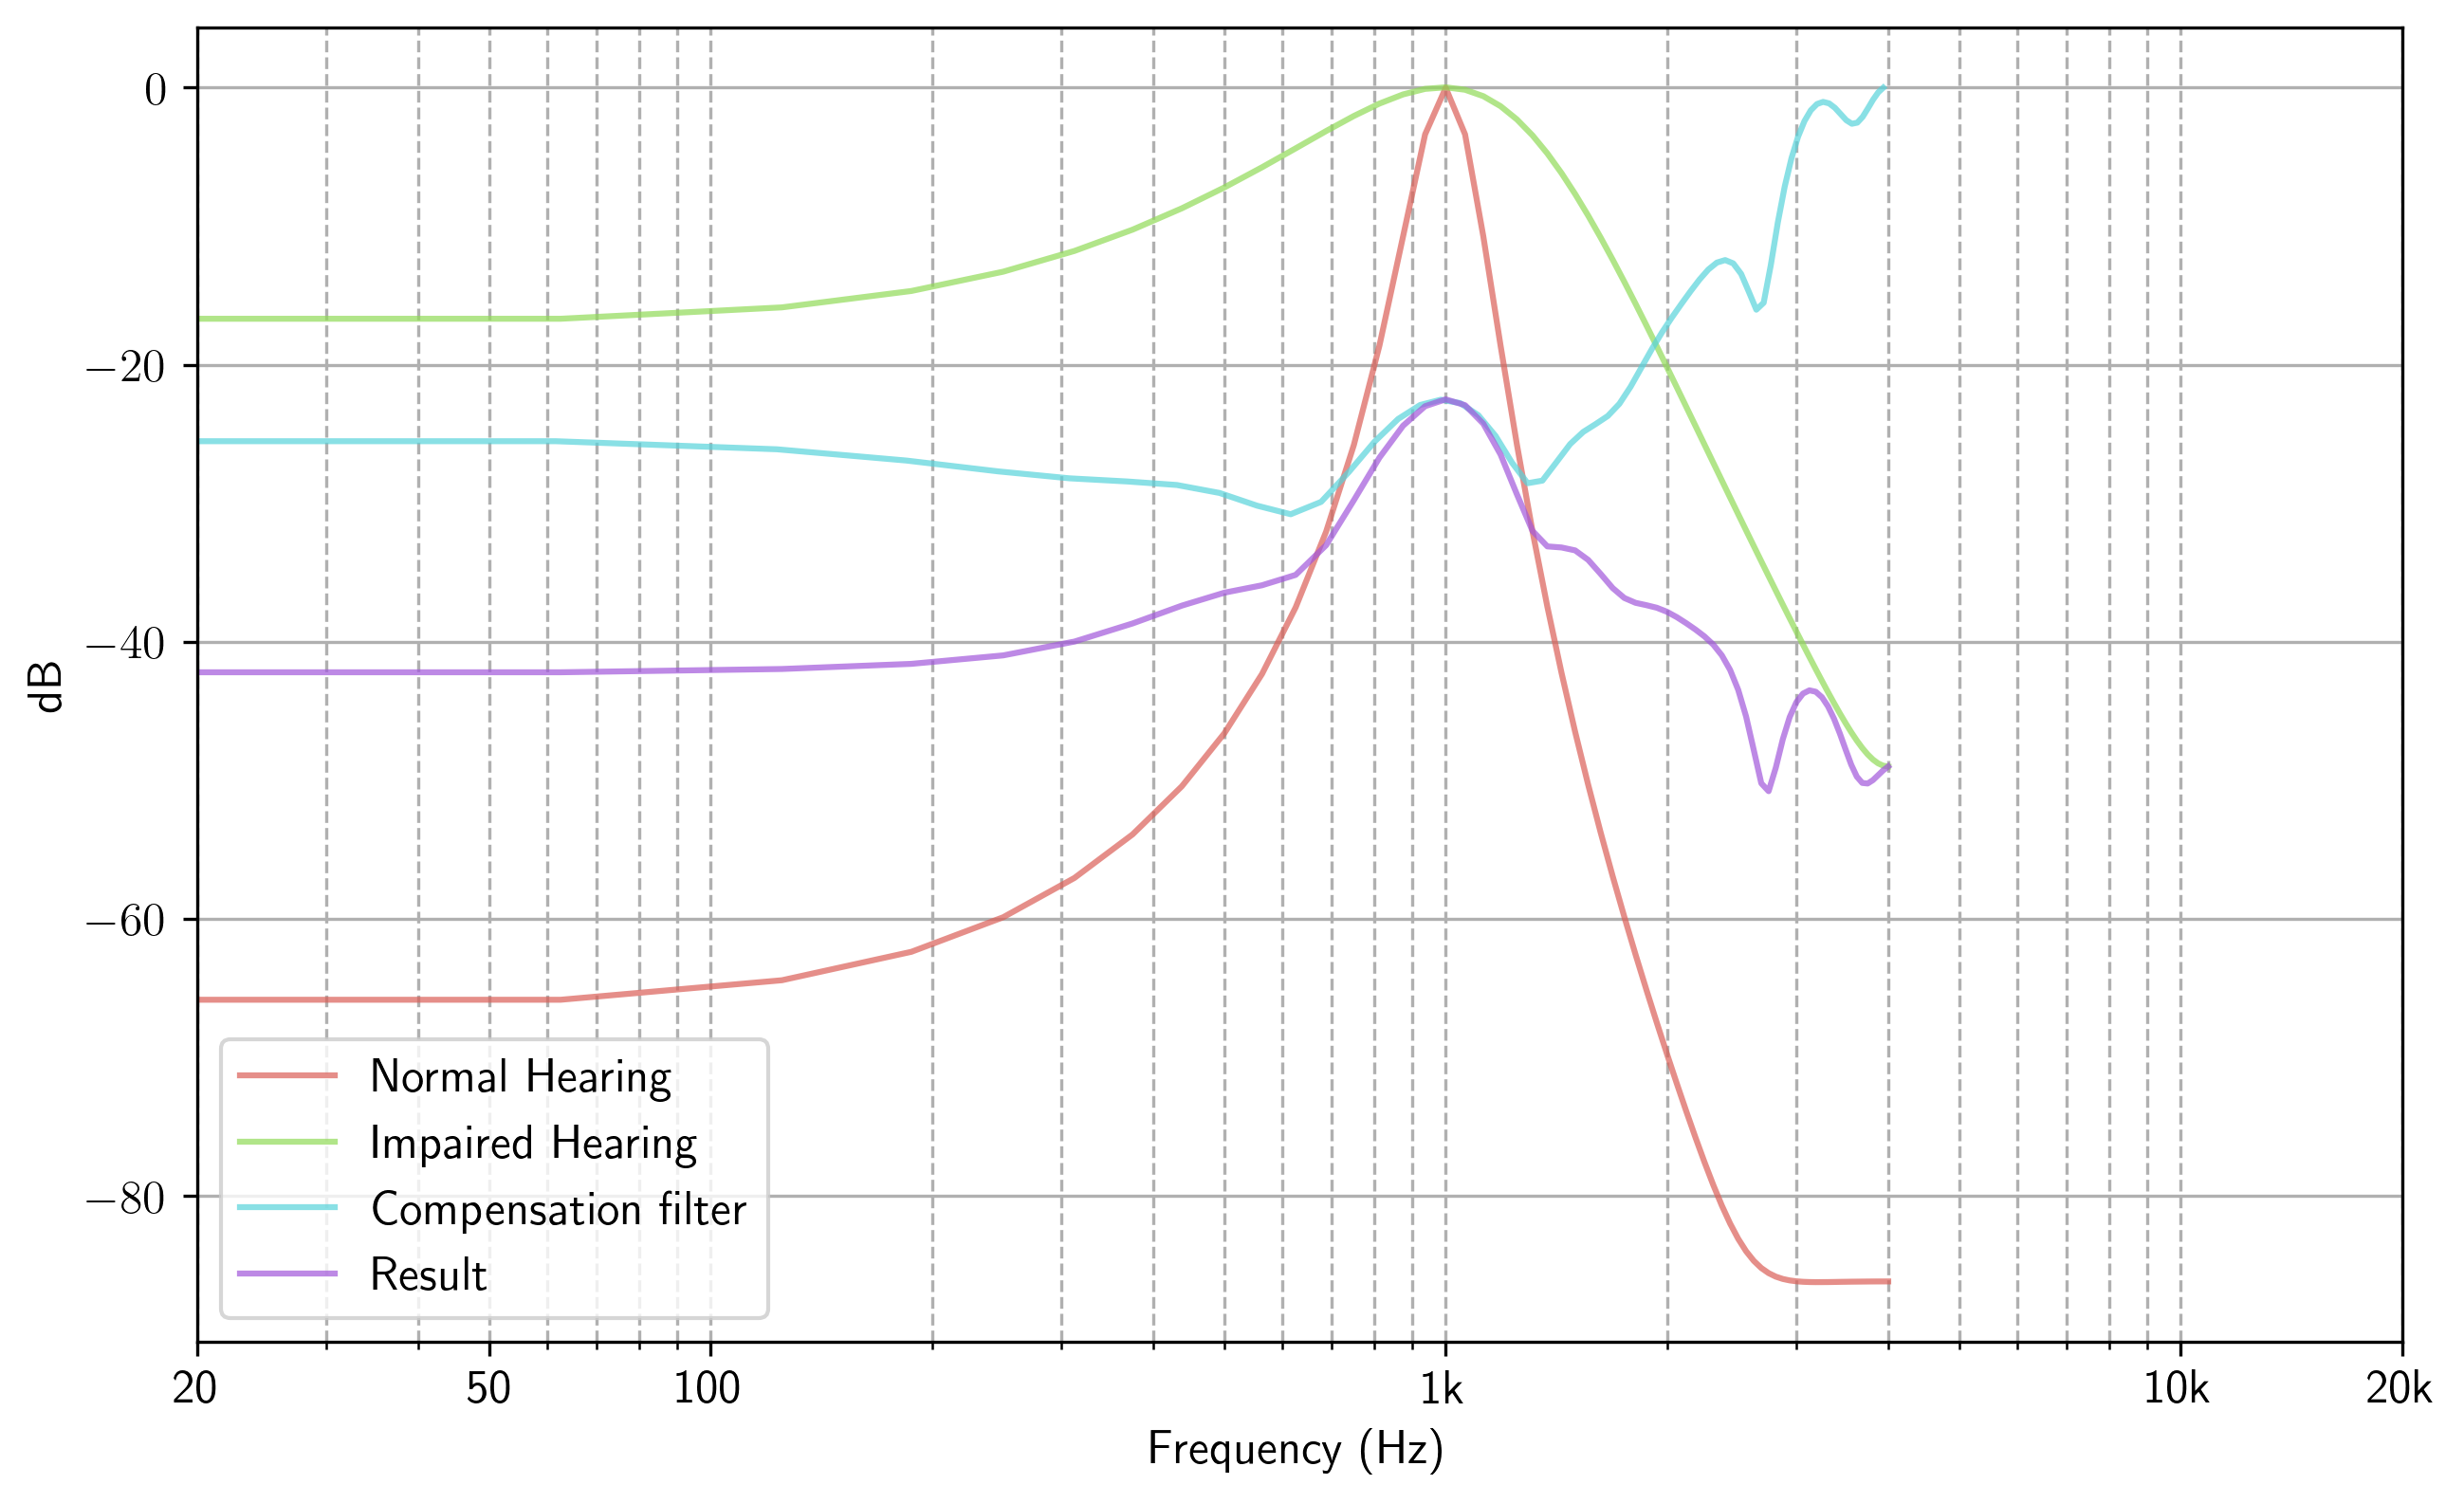 0
−20
−40
−60
−80
dB
Normal Hearing
Impaired Hearing
Compensation filter
Result
20 50 100 1k 10k 20k
Frequency (Hz)